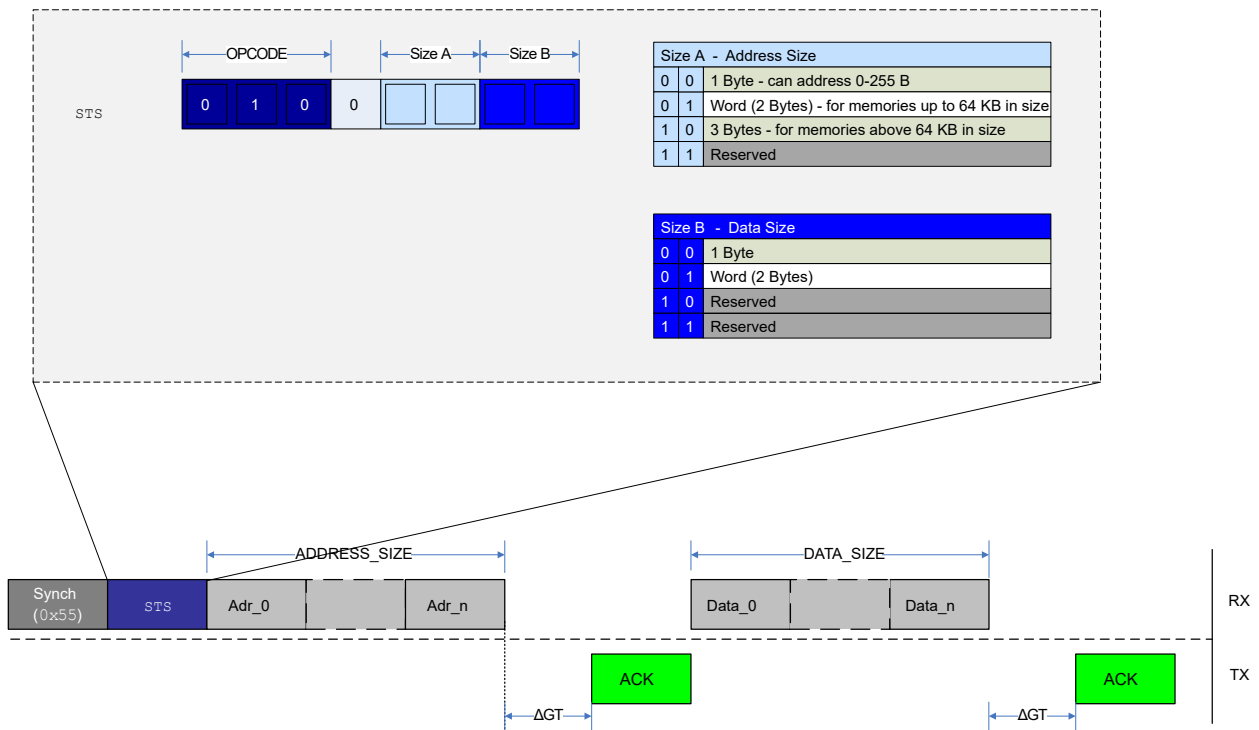 OPCODE Size A Size B
STS 0 1 0 0
Size A - Address Size
0 0 1 Byte - can address 0-255 B
0 1 Word (2 Bytes) - for memories up to 64 KB in size
1 0 3 Bytes - for memories above 64 KB in size
1 1 Reserved
Size B - Data Size
0 0 1 Byte
0 1 Word (2 Bytes)
1 0 Reserved
1 1 Reserved
ADDRESS_SIZE DATA_SIZE
Synch
(0x55)
STS Adr_0 Adr_n Data_0 Data_n RX
ACK ACK TX
ΔGT ΔGT